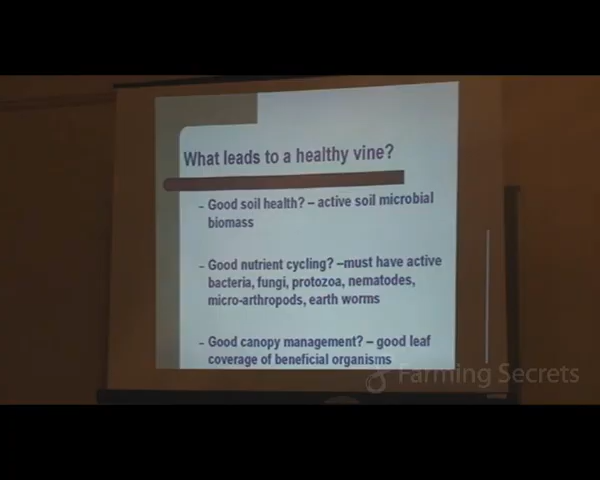 What leads to a healthy vine?
– Good soil health? – active soil microbial
biomass
– Good nutrient cycling? –must have active
bacteria, fungi, protozoa, nematodes,
micro-arthropods, earth worms
– Good canopy management? – good leaf
coverage of beneficial organisms
Farming Secrets